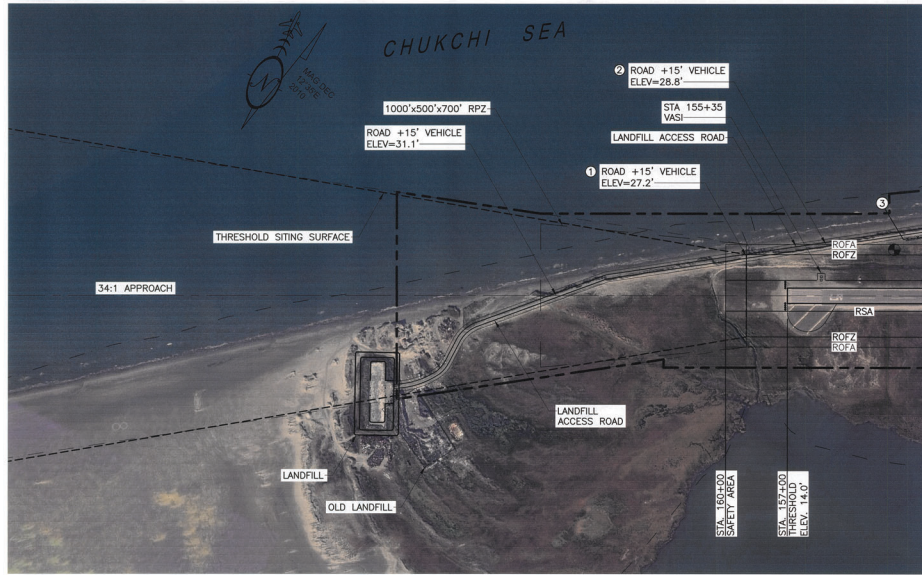 CHUKCHI SEA
N
MAG DEC
2010
② ROAD +15' VEHICLE
ELEV=28.8'
1000'x500'x700' RPZ
STA 155+35
VASI
ROAD +15' VEHICLE
ELEV=31.1'
LANDFILL ACCESS ROAD
① ROAD +15' VEHICLE
ELEV=27.2'
③
THRESHOLD SITING SURFACE
ROFA
ROFZ
34:1 APPROACH
RSA
ROFZ
ROFA
LANDFILL
ACCESS ROAD
LANDFILL
OLD LANDFILL
STA. 160+00
SAFETY AREA
STA. 157+00
THRESHOLD
ELEV. 14.0'